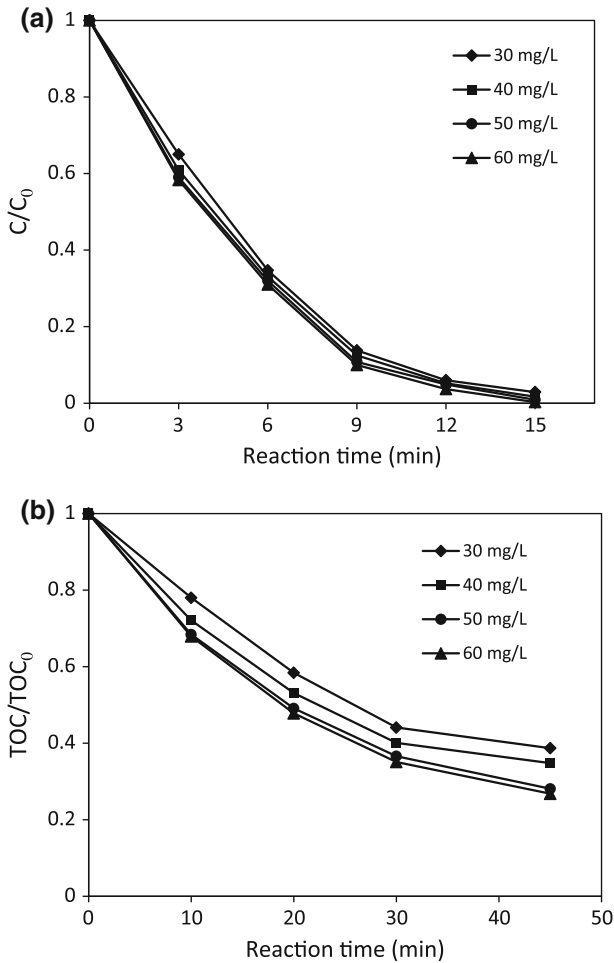 (a)
1
0.8
0.6
0.4
0.2
0
C/C₀
30 mg/L
40 mg/L
50 mg/L
60 mg/L
0 3 6 9 12 15
Reaction time (min)
(b)
1
0.8
0.6
0.4
0.2
0
TOC/TOC₀
30 mg/L
40 mg/L
50 mg/L
60 mg/L
0 10 20 30 40 50
Reaction time (min)